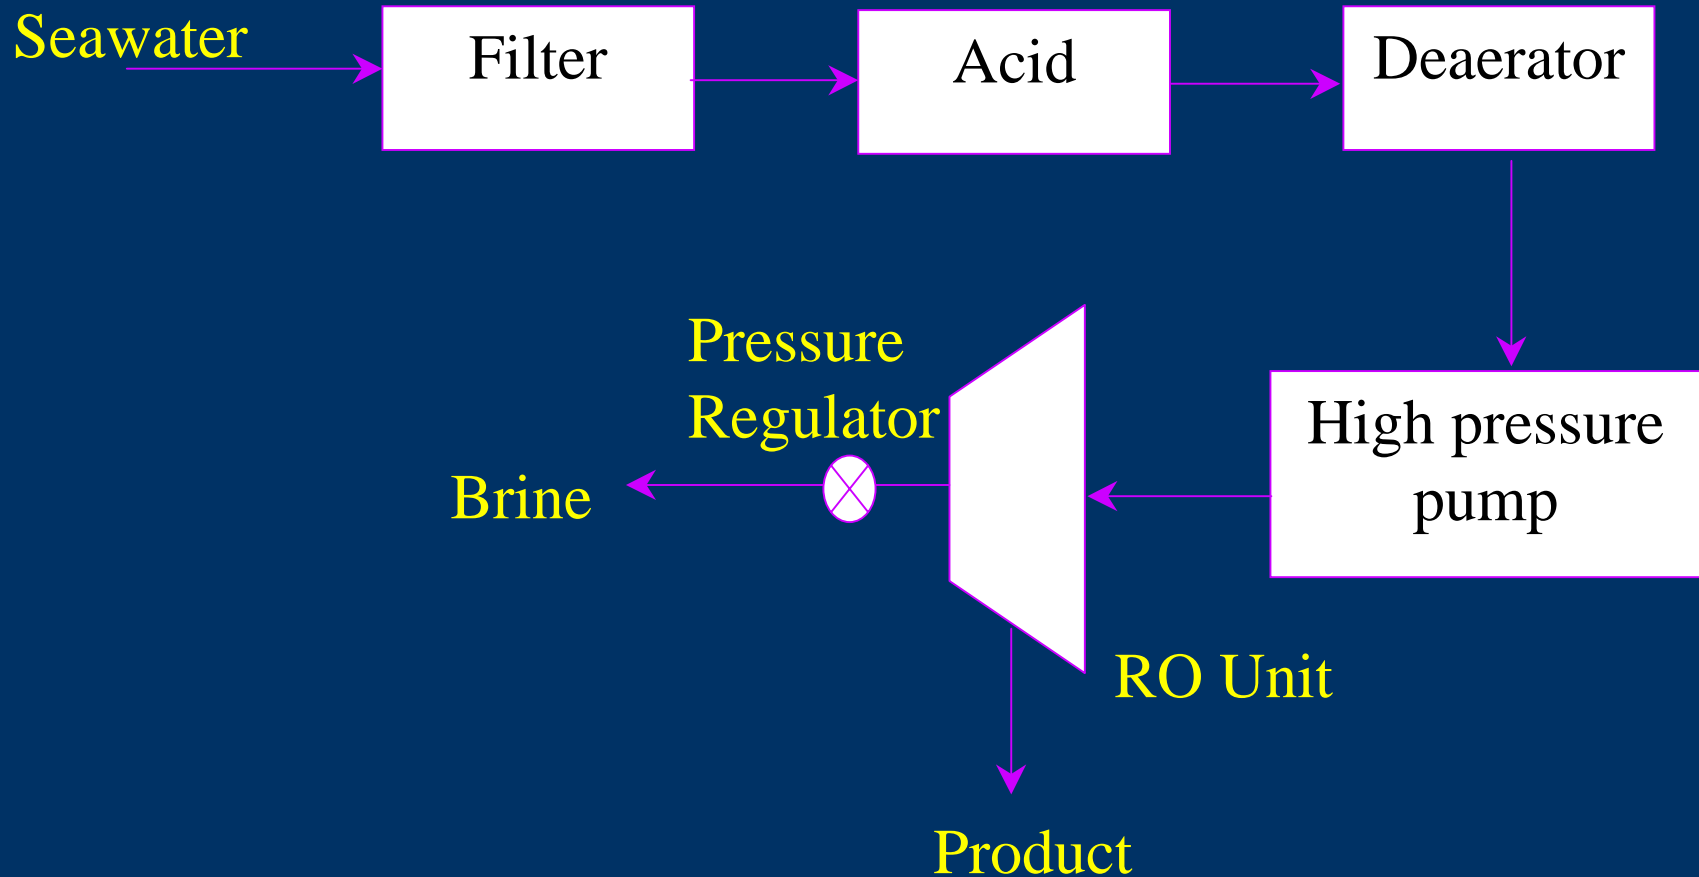 Seawater
Filter
Acid
Deaerator
Pressure
Regulator
High pressure
pump
Brine
RO Unit
Product